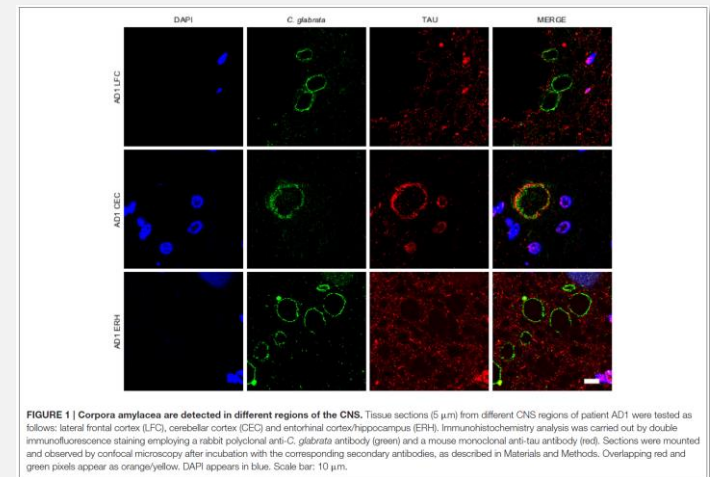 DAPI C. glabrata TAU MERGE
AD1 LFC
AD1 CEC
AD1 ERH
FIGURE 1 | Corpora amylacea are detected in different regions of the CNS. Tissue sections (5 μm) from different CNS regions of patient AD1 were tested as
follows: lateral frontal cortex (LFC), cerebellar cortex (CEC) and entorhinal cortex/hippocampus (ERH). Immunohistochemistry analysis was carried out by double
immunofluorescence staining employing a rabbit polyclonal anti-C. glabrata antibody (green) and a mouse monoclonal anti-tau antibody (red). Sections were mounted
and observed by confocal microscopy after incubation with the corresponding secondary antibodies, as described in Materials and Methods. Overlapping red and
green pixels appear as orange/yellow. DAPI appears in blue. Scale bar: 10 μm.